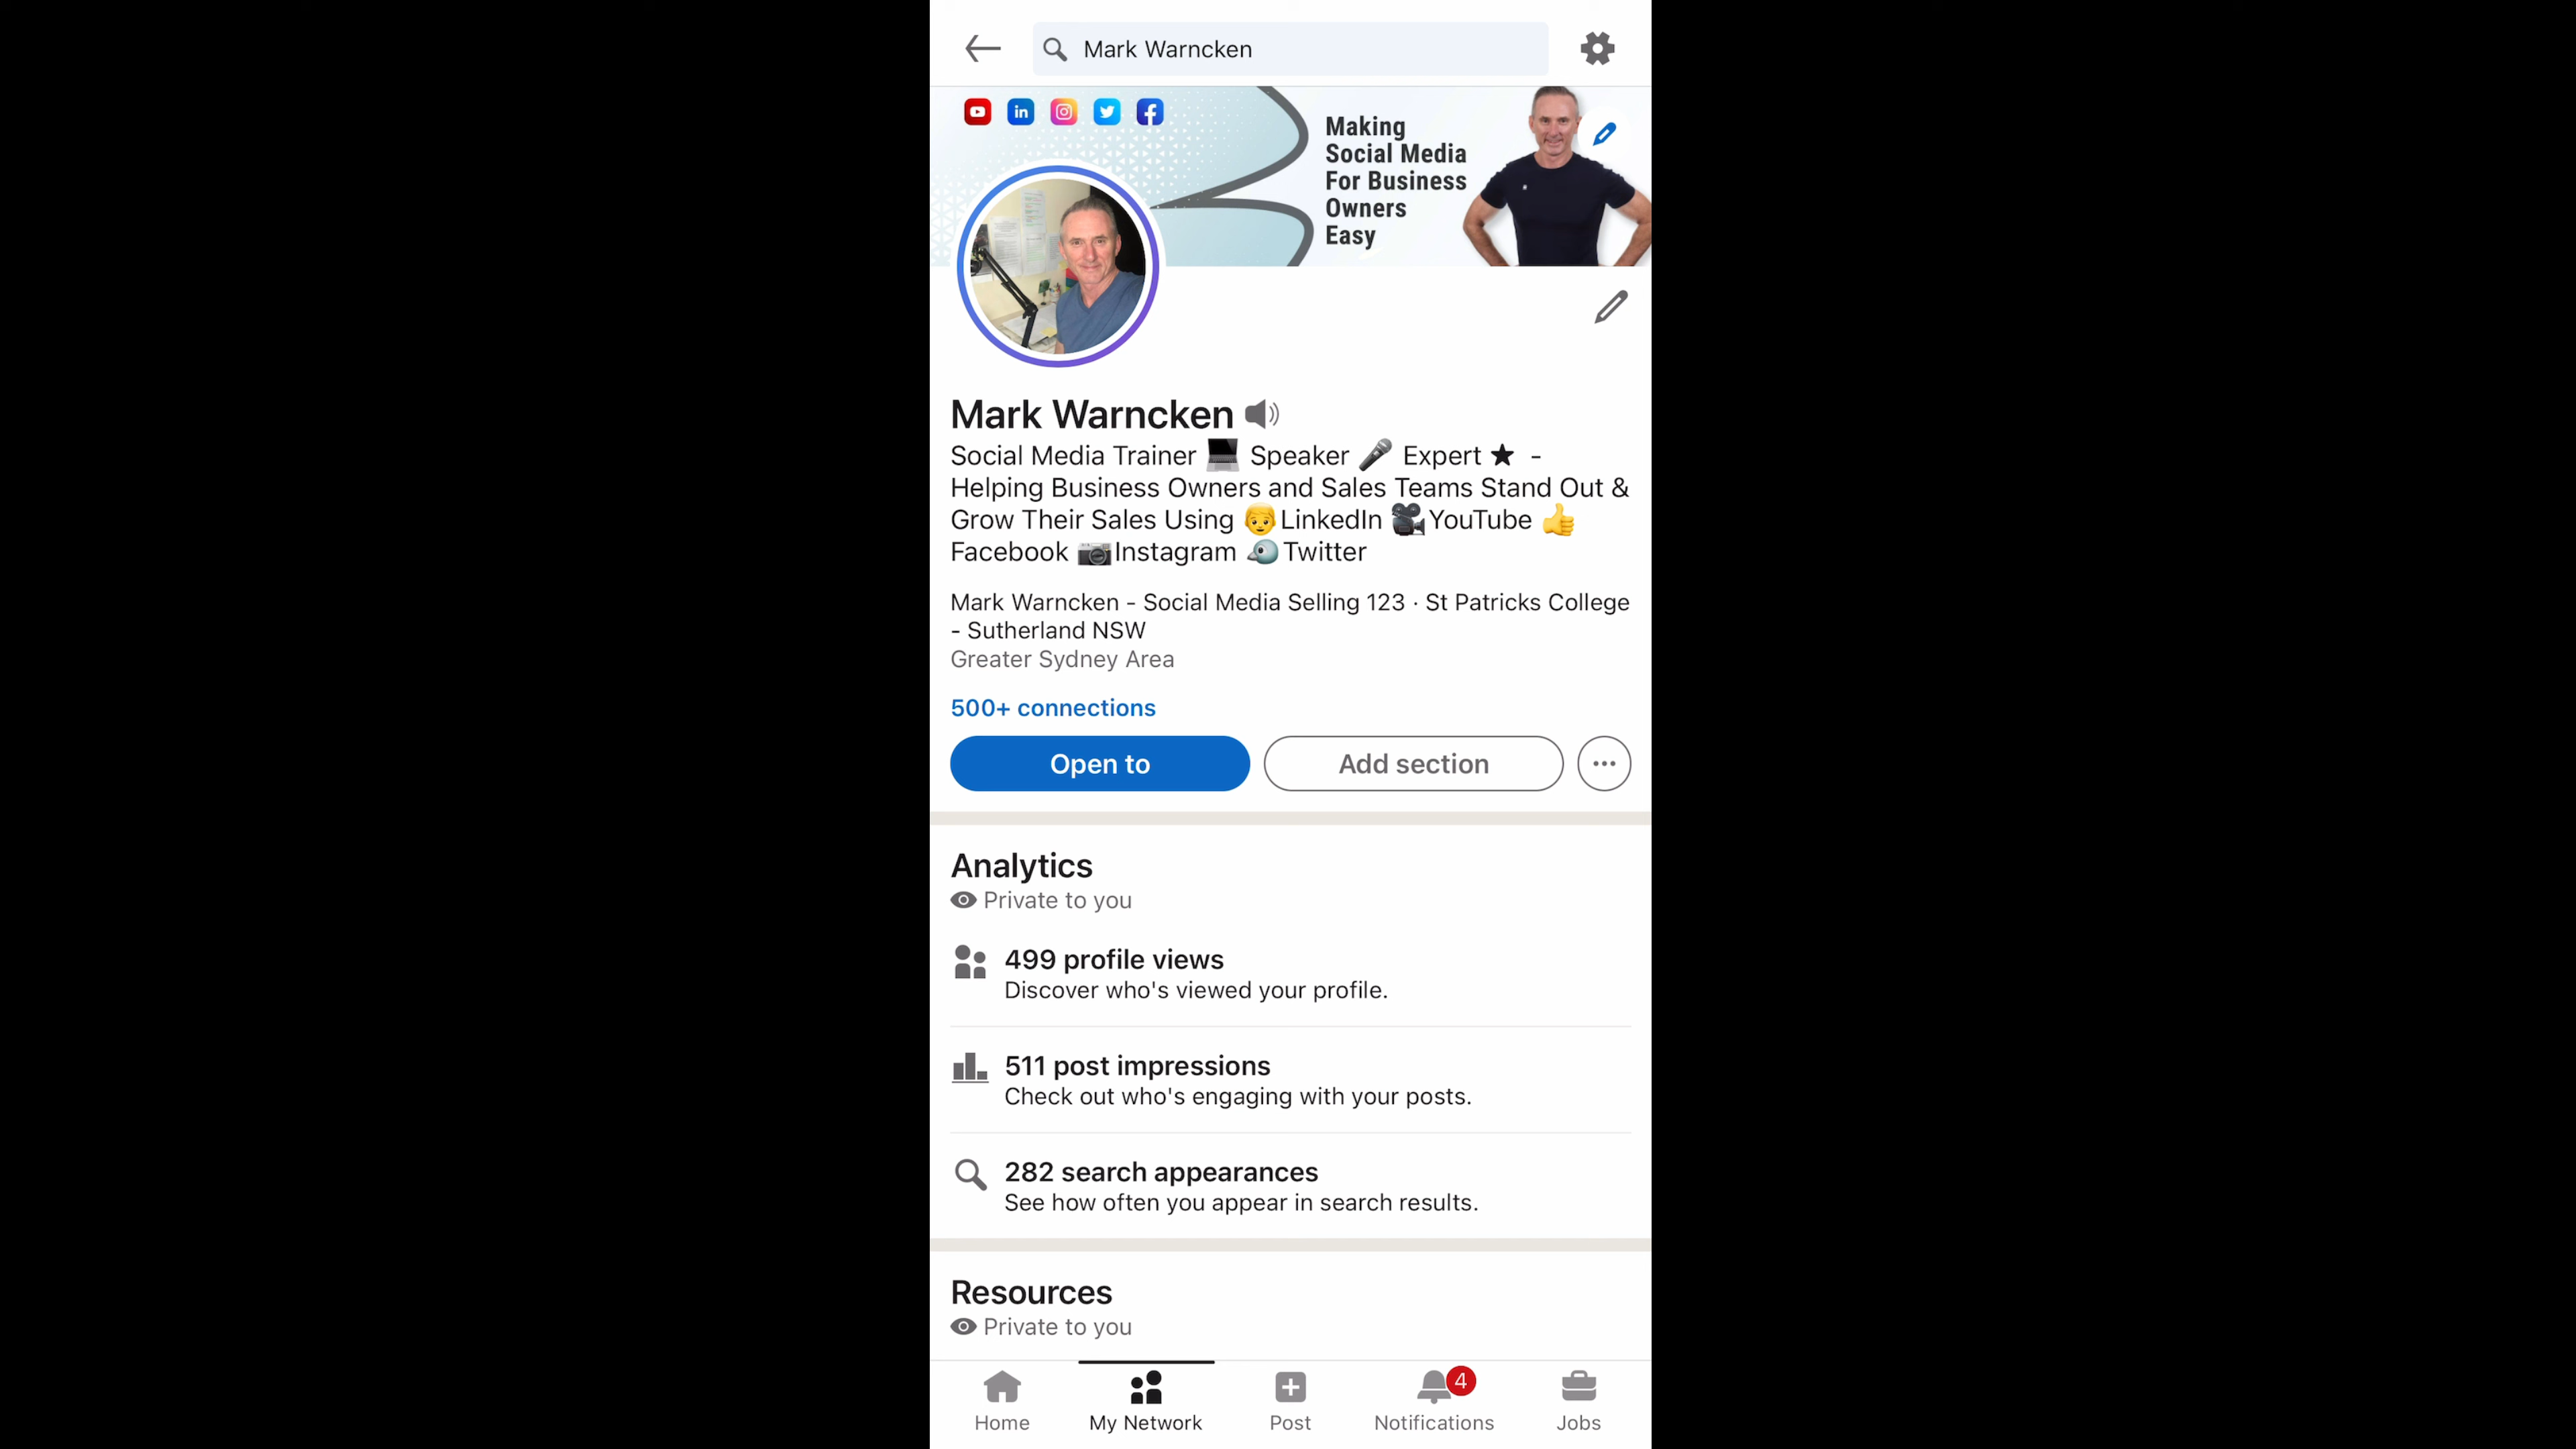 Mark Warncken
in
Making
Social Media
For Business
Owners
Easy
Mark Warncken
Social Media Trainer 💻 Speaker 🎤 Expert ★ -
Helping Business Owners and Sales Teams Stand Out &
Grow Their Sales Using 👦LinkedIn 🎥YouTube 👍
Facebook 📷Instagram 🐦Twitter
Mark Warncken - Social Media Selling 123 · St Patricks College
- Sutherland NSW
Greater Sydney Area
500+ connections
Open to
Add section
Analytics
Private to you
499 profile views
Discover who's viewed your profile.
511 post impressions
Check out who's engaging with your posts.
282 search appearances
See how often you appear in search results.
Resources
Private to you
4
Home My Network Post Notifications Jobs